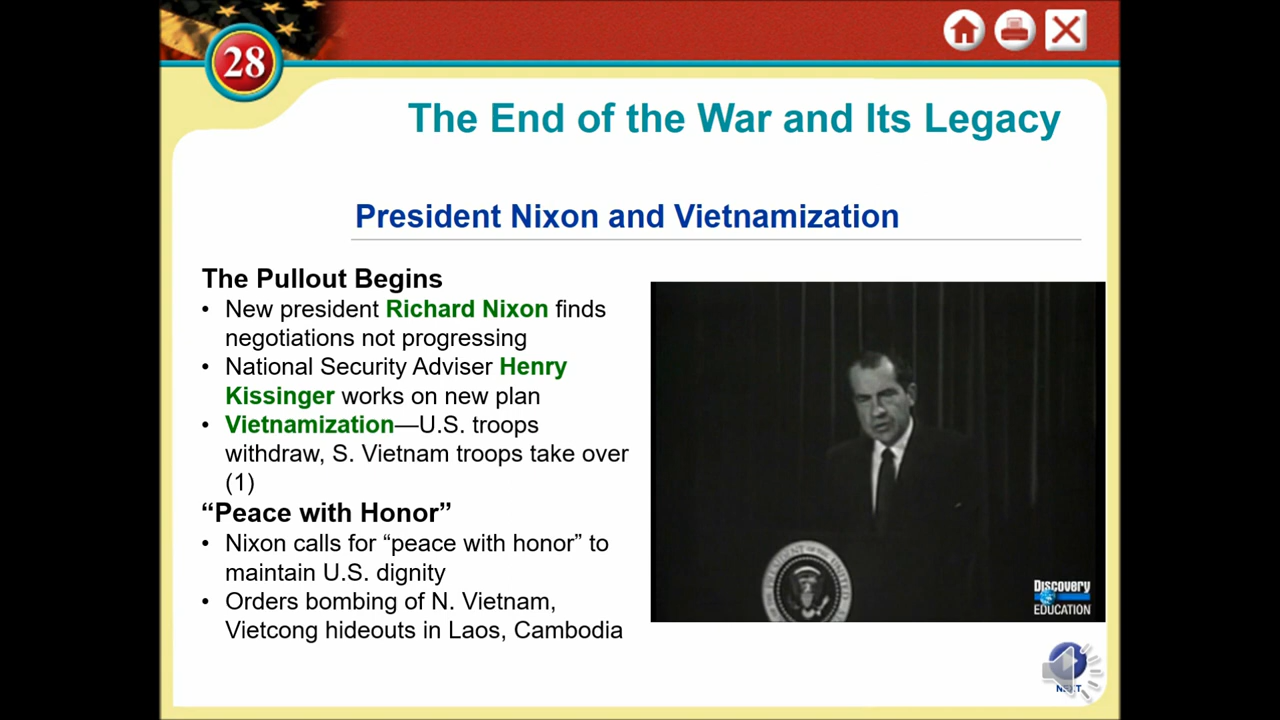 28
The End of the War and Its Legacy
President Nixon and Vietnamization
The Pullout Begins
• New president Richard Nixon finds
negotiations not progressing
• National Security Adviser Henry
Kissinger works on new plan
• Vietnamization—U.S. troops
withdraw, S. Vietnam troops take over
(1)
“Peace with Honor”
• Nixon calls for “peace with honor” to
maintain U.S. dignity
• Orders bombing of N. Vietnam,
Vietcong hideouts in Laos, Cambodia
Discovery
EDUCATION
NEXT